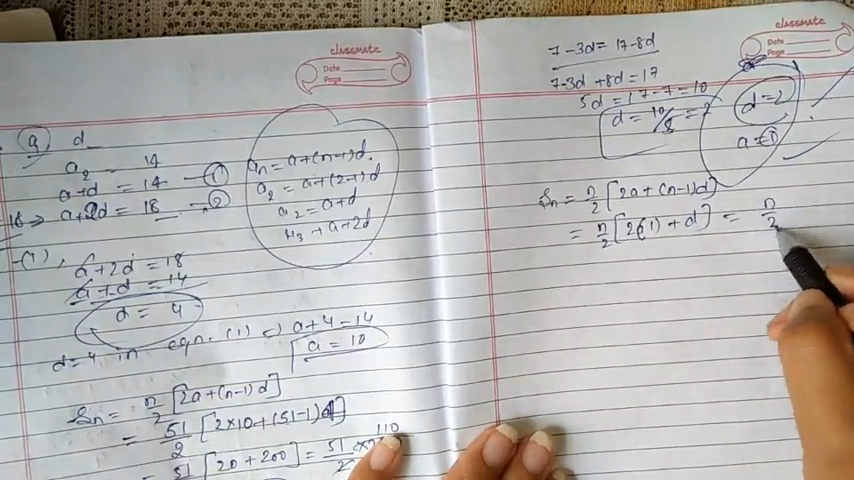 classmate
Date
Page
Q d
a₂ = 14
a+d = 14 — ①
18 ⇒ a+2d = 18 — ②
aₙ = a+(n-1)d.
a₂ = a+(2-1)d
a₂ = a+d
a+2d
(1),
a+2d = 18
a+d = 14
d = 4
d=4 in eqn. (1) ⇒ a+4=14
a = 10
Sₙ = n/2 [2a+(n-1)d]
= 51/2 [2×10+(51-1)4]
= 51/2 [20+200] = 51 ×
110
classmate
Date
Page
7-3d = 17-8d
7-3d+8d = 17
5d = 17-7 = 10
d = 10/5 = 2
d=2
a=①
Sₙ = n/2 [2a+(n-1)d]
= n/2 [2(1) + d] = n/2